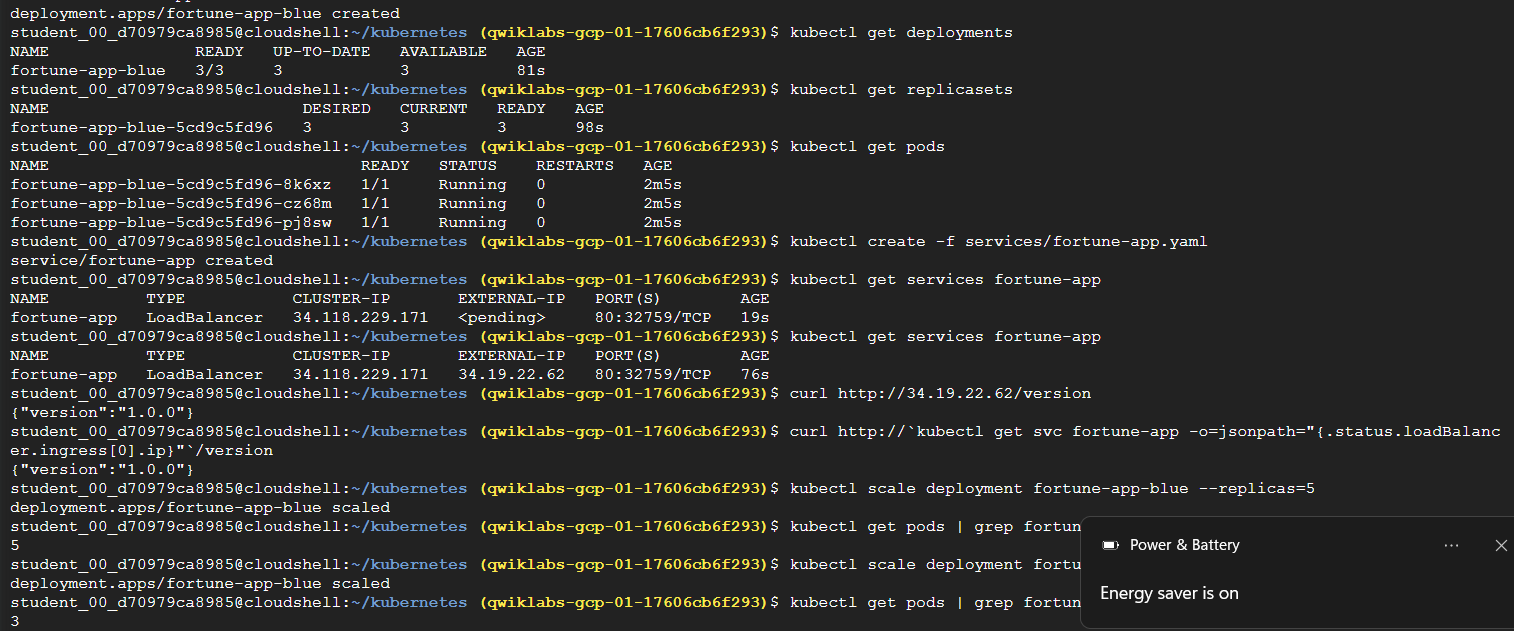 deployment.apps/fortune-app-blue created
student_00_d70979ca8985@cloudshell:~/kubernetes (qwiklabs-gcp-01-17606cb6f293)$ kubectl get deployments
NAME READY UP-TO-DATE AVAILABLE AGE
fortune-app-blue 3/3 3 3 81s
student_00_d70979ca8985@cloudshell:~/kubernetes (qwiklabs-gcp-01-17606cb6f293)$ kubectl get replicasets
NAME DESIRED CURRENT READY AGE
fortune-app-blue-5cd9c5fd96 3 3 3 98s
student_00_d70979ca8985@cloudshell:~/kubernetes (qwiklabs-gcp-01-17606cb6f293)$ kubectl get pods
NAME READY STATUS RESTARTS AGE
fortune-app-blue-5cd9c5fd96-8k6xz 1/1 Running 0 2m5s
fortune-app-blue-5cd9c5fd96-cz68m 1/1 Running 0 2m5s
fortune-app-blue-5cd9c5fd96-pj8sw 1/1 Running 0 2m5s
student_00_d70979ca8985@cloudshell:~/kubernetes (qwiklabs-gcp-01-17606cb6f293)$ kubectl create -f services/fortune-app.yaml
service/fortune-app created
student_00_d70979ca8985@cloudshell:~/kubernetes (qwiklabs-gcp-01-17606cb6f293)$ kubectl get services fortune-app
NAME TYPE CLUSTER-IP EXTERNAL-IP PORT(S) AGE
fortune-app LoadBalancer 34.118.229.171 <pending> 80:32759/TCP 19s
student_00_d70979ca8985@cloudshell:~/kubernetes (qwiklabs-gcp-01-17606cb6f293)$ kubectl get services fortune-app
NAME TYPE CLUSTER-IP EXTERNAL-IP PORT(S) AGE
fortune-app LoadBalancer 34.118.229.171 34.19.22.62 80:32759/TCP 76s
student_00_d70979ca8985@cloudshell:~/kubernetes (qwiklabs-gcp-01-17606cb6f293)$ curl http://34.19.22.62/version
{"version":"1.0.0"}
student_00_d70979ca8985@cloudshell:~/kubernetes (qwiklabs-gcp-01-17606cb6f293)$ curl http://`kubectl get svc fortune-app -o=jsonpath="{.status.loadBalanc
er.ingress[0].ip}"`/version
{"version":"1.0.0"}
student_00_d70979ca8985@cloudshell:~/kubernetes (qwiklabs-gcp-01-17606cb6f293)$ kubectl scale deployment fortune-app-blue --replicas=5
deployment.apps/fortune-app-blue scaled
student_00_d70979ca8985@cloudshell:~/kubernetes (qwiklabs-gcp-01-17606cb6f293)$ kubectl get pods | grep fortun
5
student_00_d70979ca8985@cloudshell:~/kubernetes (qwiklabs-gcp-01-17606cb6f293)$ kubectl scale deployment fortu
deployment.apps/fortune-app-blue scaled
student_00_d70979ca8985@cloudshell:~/kubernetes (qwiklabs-gcp-01-17606cb6f293)$ kubectl get pods | grep fortun
3
Power & Battery
Energy saver is on